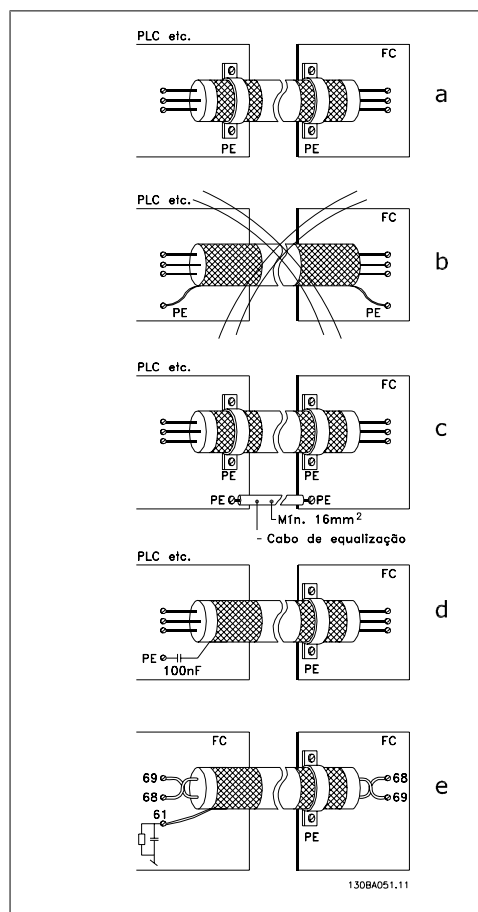 PLC etc.
FC
a
PE
PE
PLC etc.
FC
b
PE
PE
PLC etc.
FC
c
PE
PE
PE
PE
Mín. 16mm²
Cabo de equalização
PLC etc.
FC
d
PE
100nF
PE
FC
FC
69
68
68
69
e
61
PE
130BA051.11